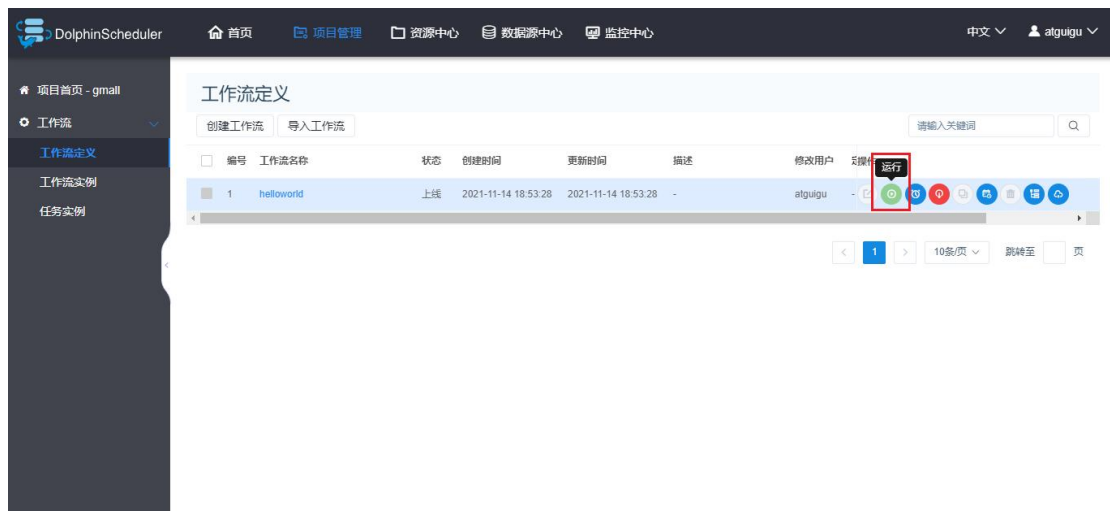 DolphinScheduler 首页 项目管理 资源中心 数据源中心 监控中心 中文 atguigu
项目首页 - gmall
工作流
工作流定义
工作流实例
任务实例
工作流定义
创建工作流 导入工作流 请输入关键词
编号 工作流名称 状态 创建时间 更新时间 描述 修改用户 操作
运行
1 helloworld 上线 2021-11-14 18:53:28 2021-11-14 18:53:28 - atguigu -
1 10条/页 跳转至 页